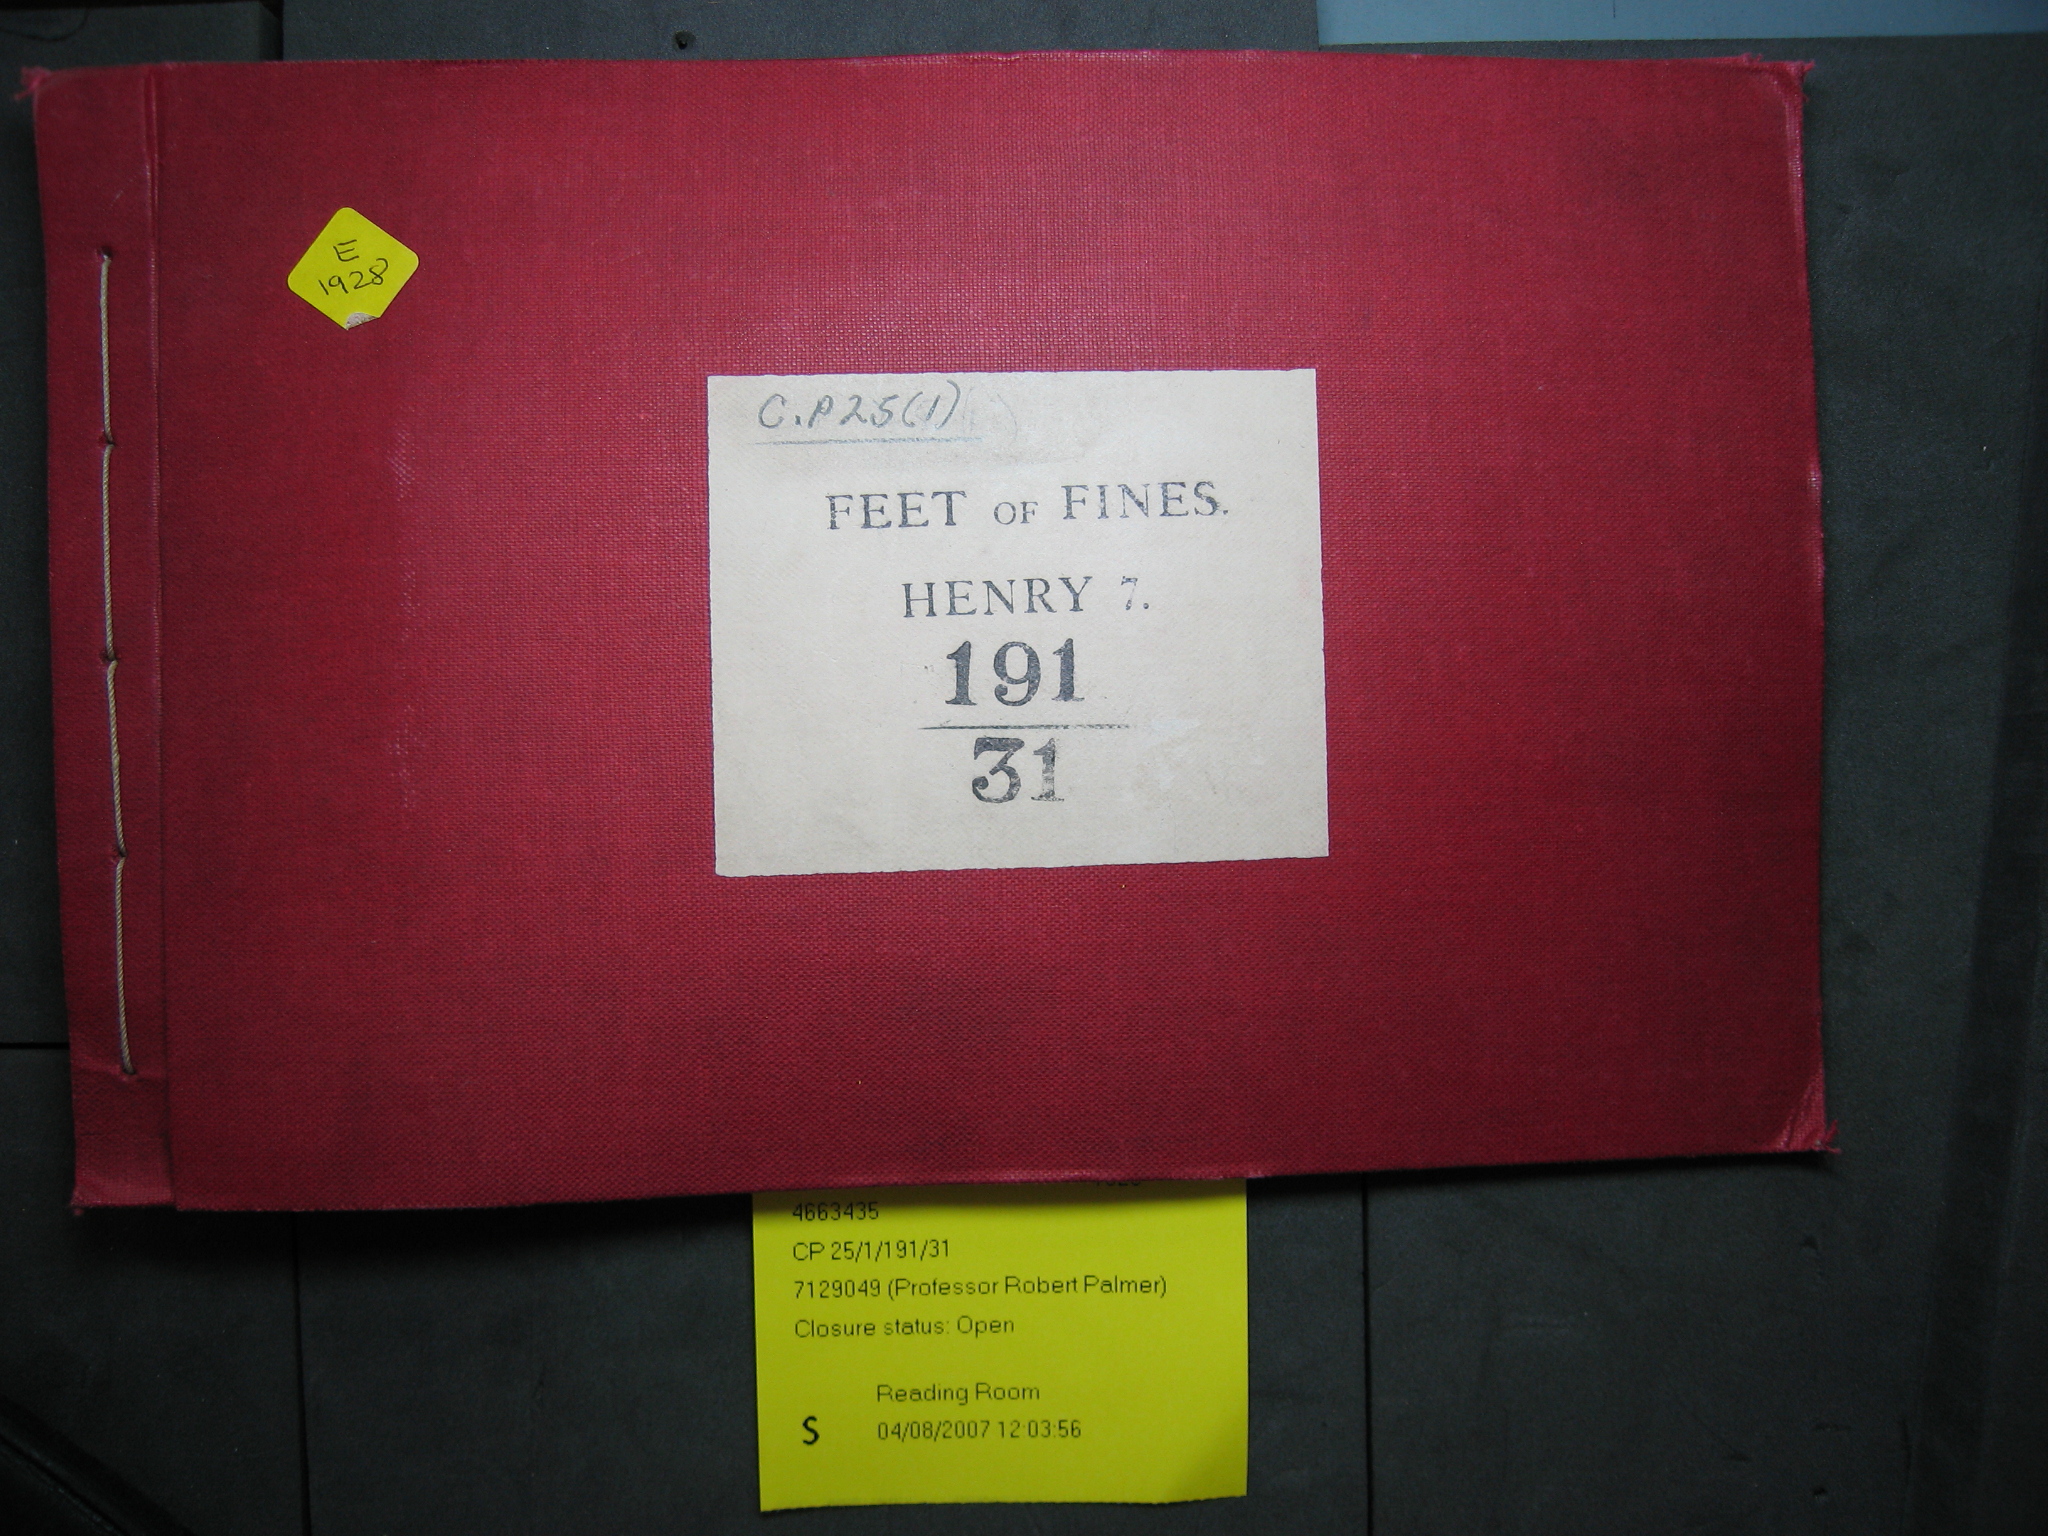 E
1928
C.P 25(1)
FEET OF FINES.
HENRY 7.
191
31
4663435
CP 25/1/191/31
7129049 (Professor Robert Palmer)
Closure status: Open
Reading Room
S 04/08/2007 12:03:56